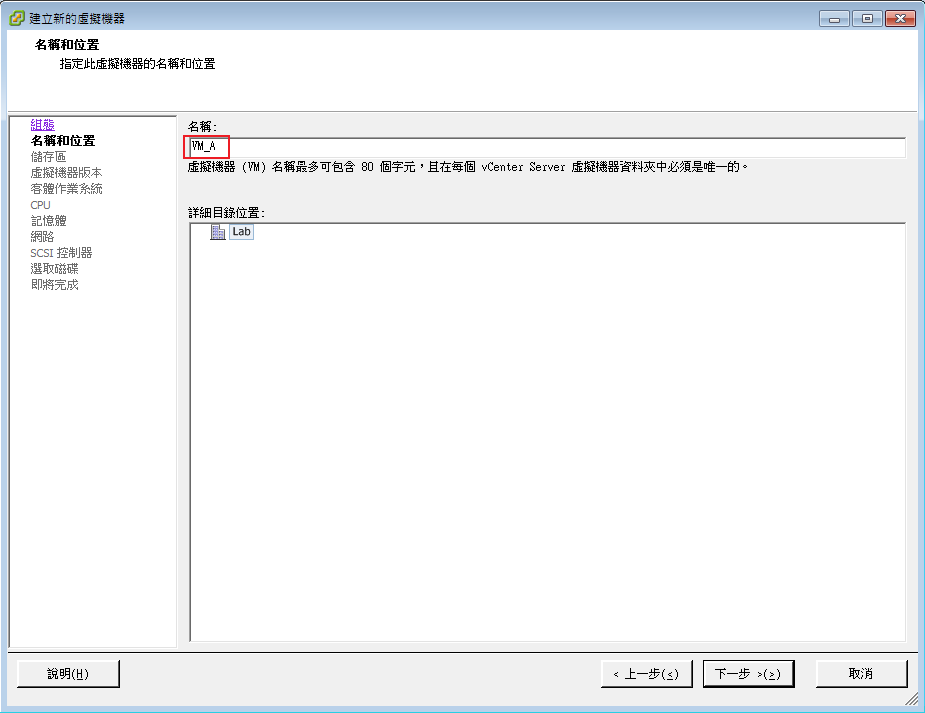 建立新的虛擬機器
名稱和位置
指定此虛擬機器的名稱和位置
組態
名稱和位置
儲存區
虛擬機器版本
客體作業系統
CPU
記憶體
網路
SCSI 控制器
選取磁碟
即將完成
名稱:
VM_A
虛擬機器 (VM) 名稱最多可包含 80 個字元，且在每個 vCenter Server 虛擬機器資料夾中必須是唯一的。
詳細目錄位置:
Lab
說明(H)
< 上一步(<)
下一步 >(>)
取消